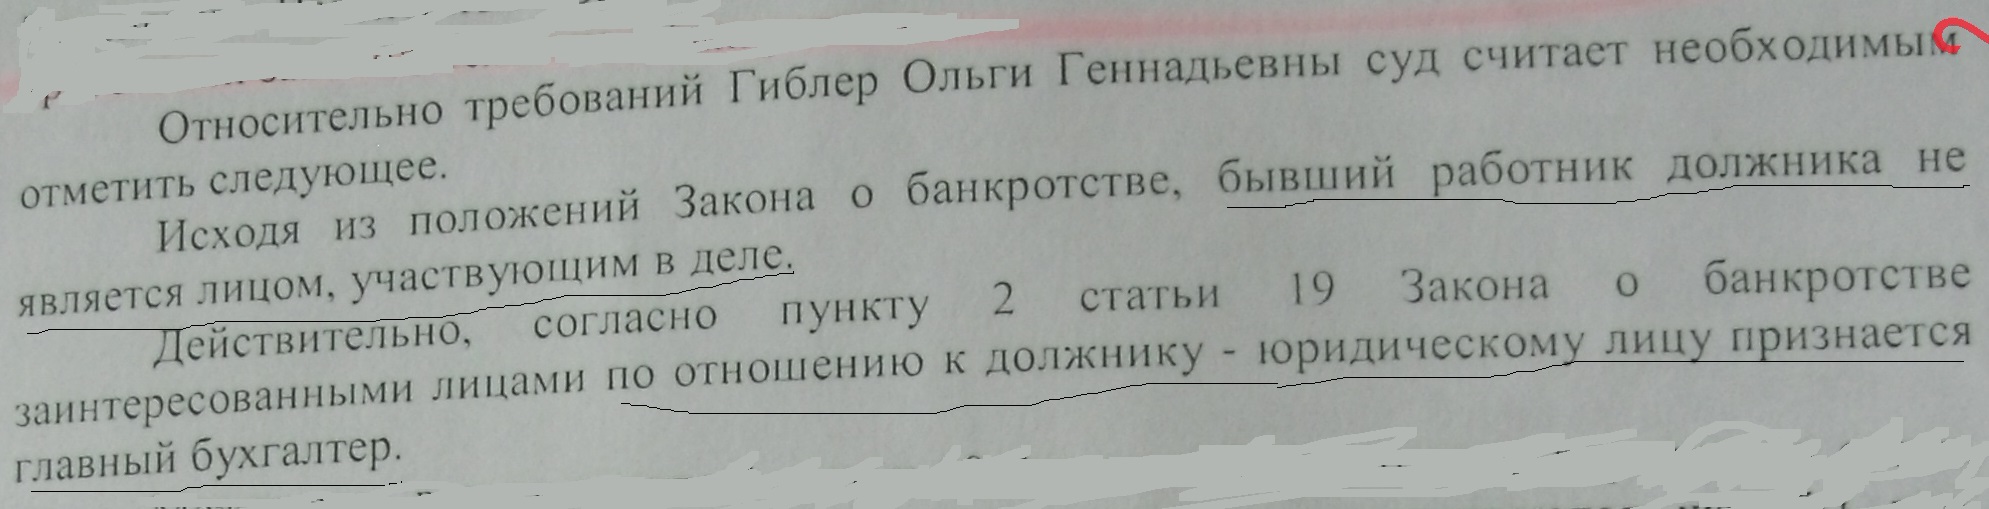 Относительно требований Гиблер Ольги Геннадьевны суд считает необходимым
отметить следующее.
Исходя из положений Закона о банкротстве, бывший работник должника не
является лицом, участвующим в деле.
Действительно, согласно пункту 2 статьи 19 Закона о банкротстве
заинтересованными лицами по отношению к должнику - юридическому лицу признается
главный бухгалтер.